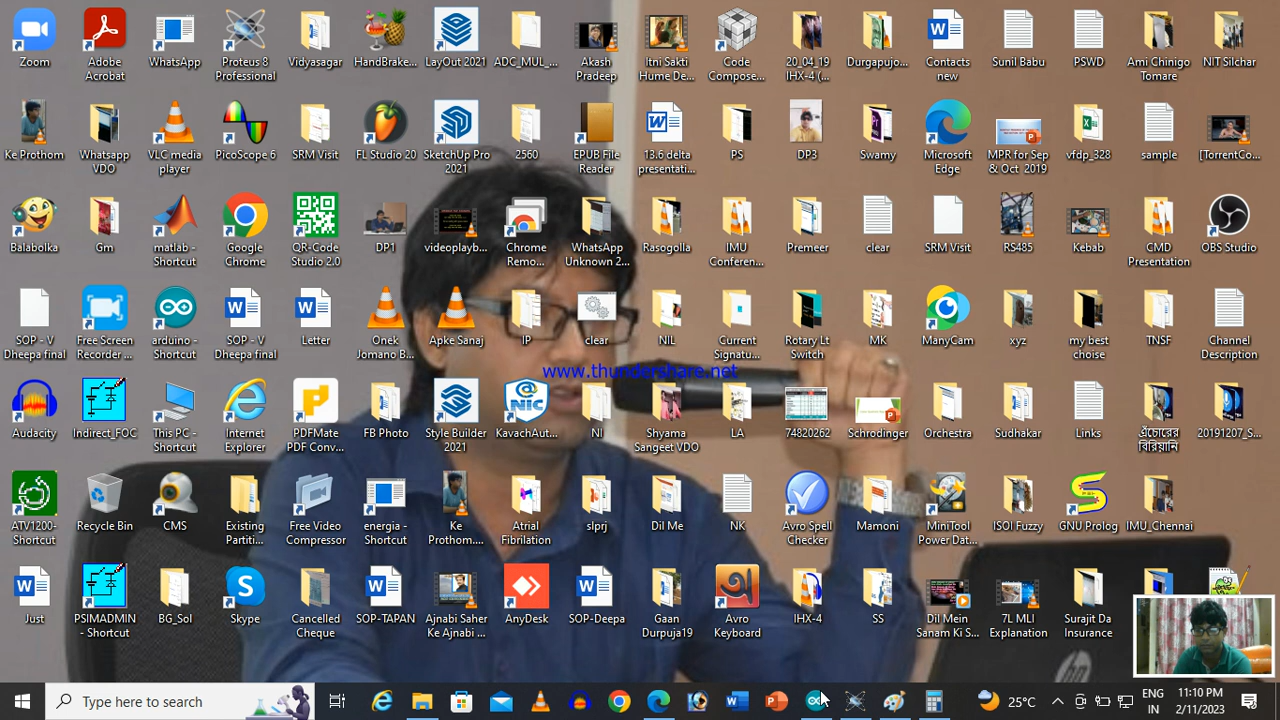 Zoom
Adobe
Acrobat
WhatsApp
Proteus 8
Professional
Vidyasagar
HandBrake...
LayOut 2021
ADC_MUL_...
Akash
Pradeep
Itni Sakti
Hume De...
Code
Compose...
20_04_19
IHX-4 (...
Durgapujo...
Contacts
new
Sunil Babu
PSWD
Ami Chinigo
Tomare
NIT Silchar
Ke Prothom
Whatsapp
VDO
VLC media
player
PicoScope 6
SRM Visit
FL Studio 20
SketchUp Pro
2021
2560
EPUB File
Reader
13.6 delta
presentati...
PS
DP3
Swamy
Microsoft
Edge
MPR for Sep
& Oct 2019
vfdp_328
sample
[TorrentCo...
Balabolka
Gm
matlab -
Shortcut
Google
Chrome
QR-Code
Studio 2.0
DP1
videoplayb...
Chrome
Remo...
WhatsApp
Unknown 2...
Rasogolla
IMU
Conferen...
Premeer
clear
SRM Visit
RS485
Kebab
CMD
Presentation
OBS Studio
SOP - V
Dheepa final
Free Screen
Recorder ...
arduino -
Shortcut
SOP - V
Dheepa final
Letter
Onek
Jomano B...
Apke Sanaj
IP
clear
NIL
Current
Signatu...
Rotary Lt
Switch
MK
ManyCam
xyz
my best
choise
TNSF
Channel
Description
www.thundershare.net
Audacity
Indirect_FOC
This PC -
Shortcut
Internet
Explorer
PDFMate
PDF Conv...
FB Photo
Style Builder
2021
NIC
KavachAut...
NI
Shyama
Sangeet VDO
LA
74820262
Schrodinger
Orchestra
Sudhakar
Links
এঁচোরের
বিরিয়ানি
20191207_S...
ATV1200-
Shortcut
Recycle Bin
CMS
Existing
Partiti...
Free Video
Compressor
energia -
Shortcut
Ke
Prothom....
Atrial
Fibrilation
slprj
Dil Me
NK
Avro Spell
Checker
Mamoni
MiniTool
Power Dat...
ISOI Fuzzy
GNU Prolog
IMU_Chennai
Just
PSIMADMIN
- Shortcut
BG_Sol
Skype
Cancelled
Cheque
SOP-TAPAN
Ajnabi Saher
Ke Ajnabi ...
AnyDesk
SOP-Deepa
Gaan
Durpuja19
Avro
Keyboard
IHX-4
SS
Dil Mein
Sanam Ki S...
7L MLI
Explanation
Surajit Da
Insurance
Type here to search
25°C
ENG
IN
11:10 PM
2/11/2023